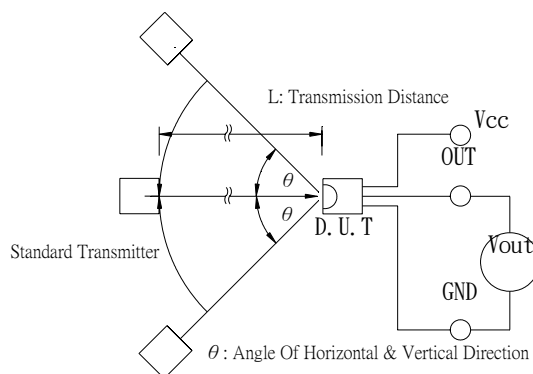 L: Transmission Distance
Vcc
OUT
θ
θ
D.U.T
Standard Transmitter
Vout
GND
θ : Angle Of Horizontal & Vertical Direction